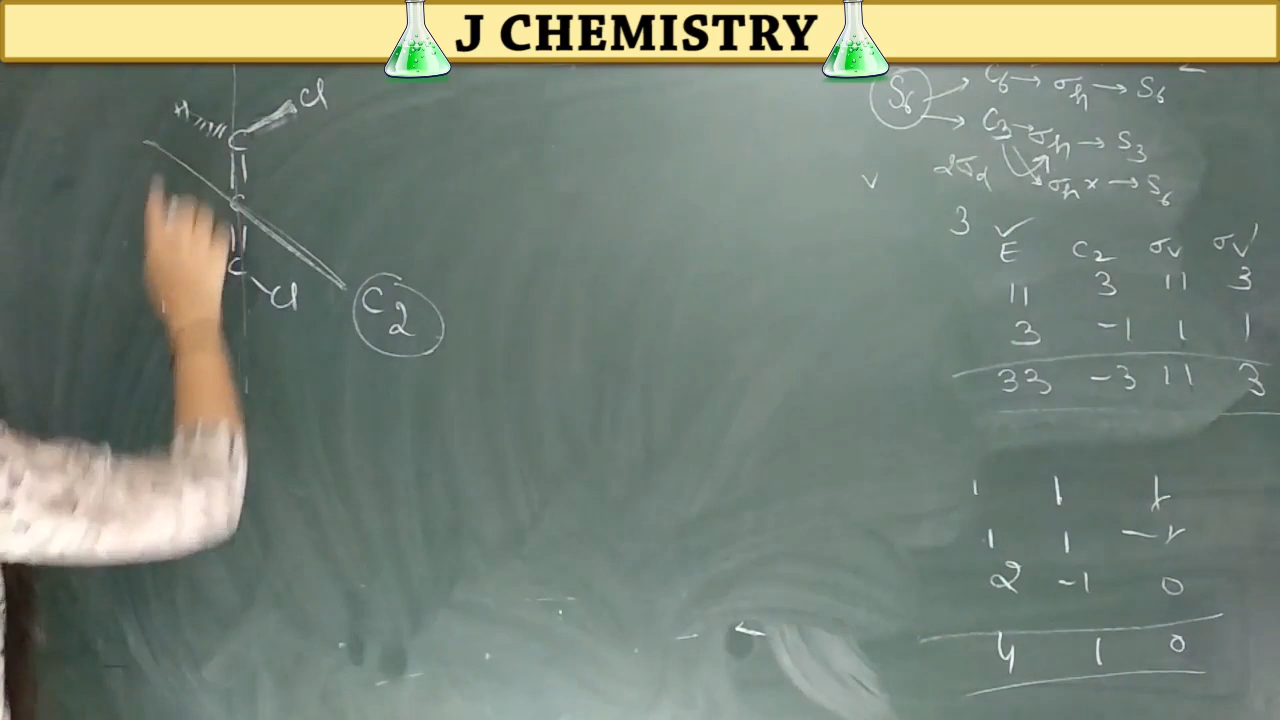 J CHEMISTRY
H Cl
C
||
C
||
C
Cl
C₂
S₆ → C₆ → σₕ → S₆
→ C₃ → σₕ → S₃
2σd → σₕ × → S₆
v
3 ✓
E C₂ σv σv'
11 3 11 3
3 -1 1 1
33 -3 11 3
1 1 1
1 1 -1
2 -1 0
4 1 0